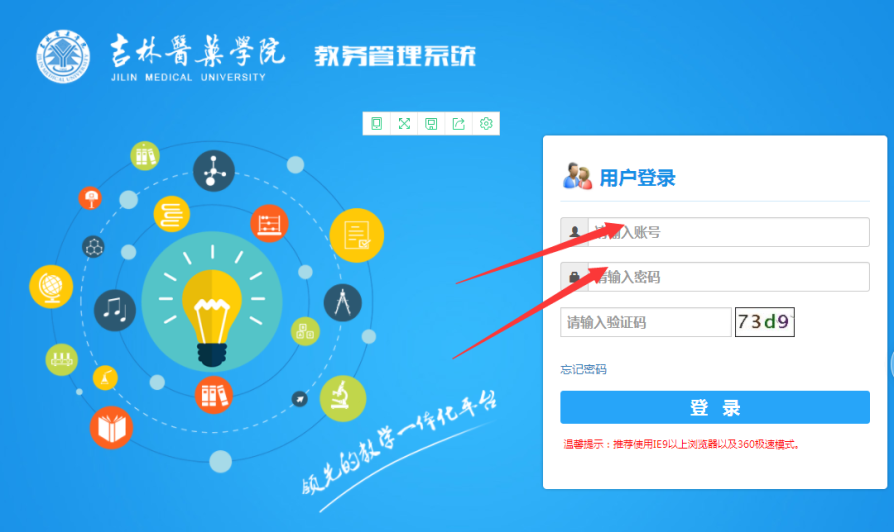 吉林醫藥學院
JILIN MEDICAL UNIVERSITY
教务管理系统
用户登录
请输入账号
请输入密码
请输入验证码
73d9
忘记密码
登 录
温馨提示：推荐使用IE9以上浏览器以及360极速模式。
领先的教学一体化平台